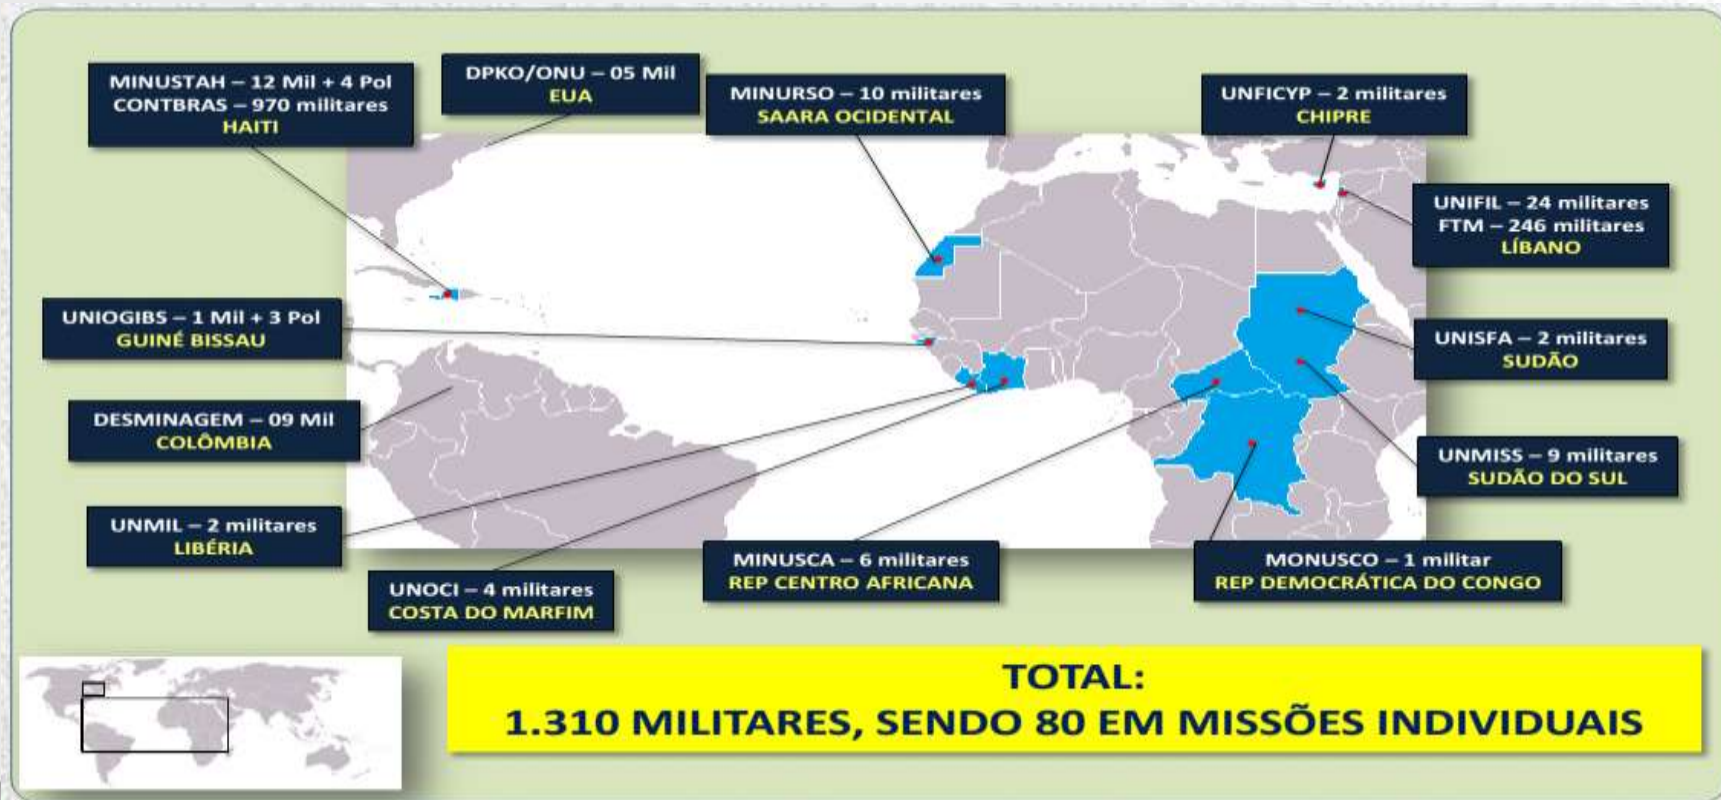 MINUSTAH – 12 Mil + 4 Pol
CONTBRAS – 970 militares
HAITI
DPKO/ONU – 05 Mil
EUA
MINURSO – 10 militares
SAARA OCIDENTAL
UNFICYP – 2 militares
CHIPRE
UNIFIL – 24 militares
FTM – 246 militares
LÍBANO
UNIOGIBS – 1 Mil + 3 Pol
GUINÉ BISSAU
UNISFA – 2 militares
SUDÃO
DESMINAGEM – 09 Mil
COLÔMBIA
UNMISS – 9 militares
SUDÃO DO SUL
UNMIL – 2 militares
LIBÉRIA
UNOCI – 4 militares
COSTA DO MARFIM
MINUSCA – 6 militares
REP CENTRO AFRICANA
MONUSCO – 1 militar
REP DEMOCRÁTICA DO CONGO
TOTAL:
1.310 MILITARES, SENDO 80 EM MISSÕES INDIVIDUAIS